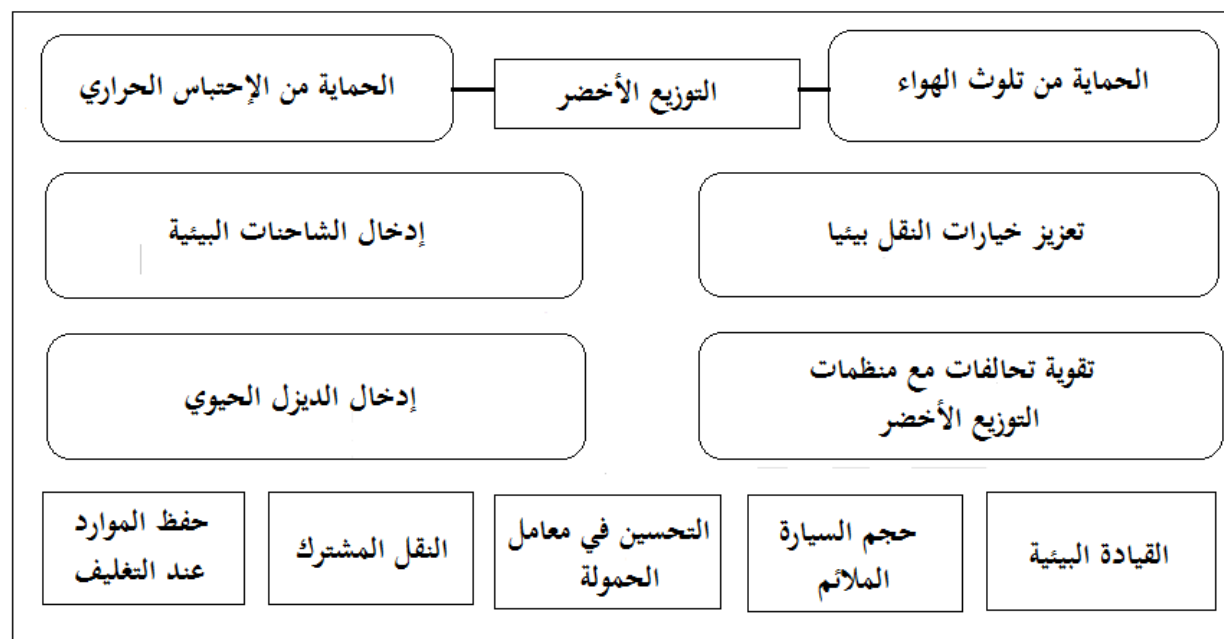 الحماية من تلوث الهواء
التوزيع الأخضر
الحماية من الإحتباس الحراري
تعزيز خيارات النقل بيئيا
إدخال الشاحنات البيئية
تقوية تحالفات مع منظمات
التوزيع الأخضر
إدخال الديزل الحيوي
القيادة البيئية
حجم السيارة
الملائم
التحسين في معامل
الحمولة
النقل المشترك
حفظ الموارد
عند التغليف